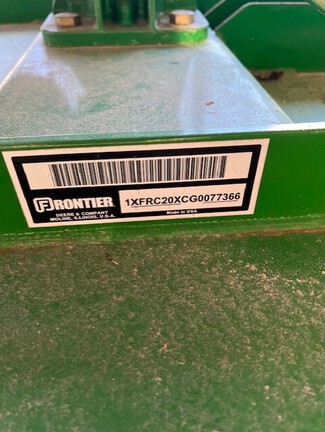 FRONTIER
DEERE & COMPANY
MOLINE, ILLINOIS, U.S.A.
1XFRC20XCG0077366
Made in USA